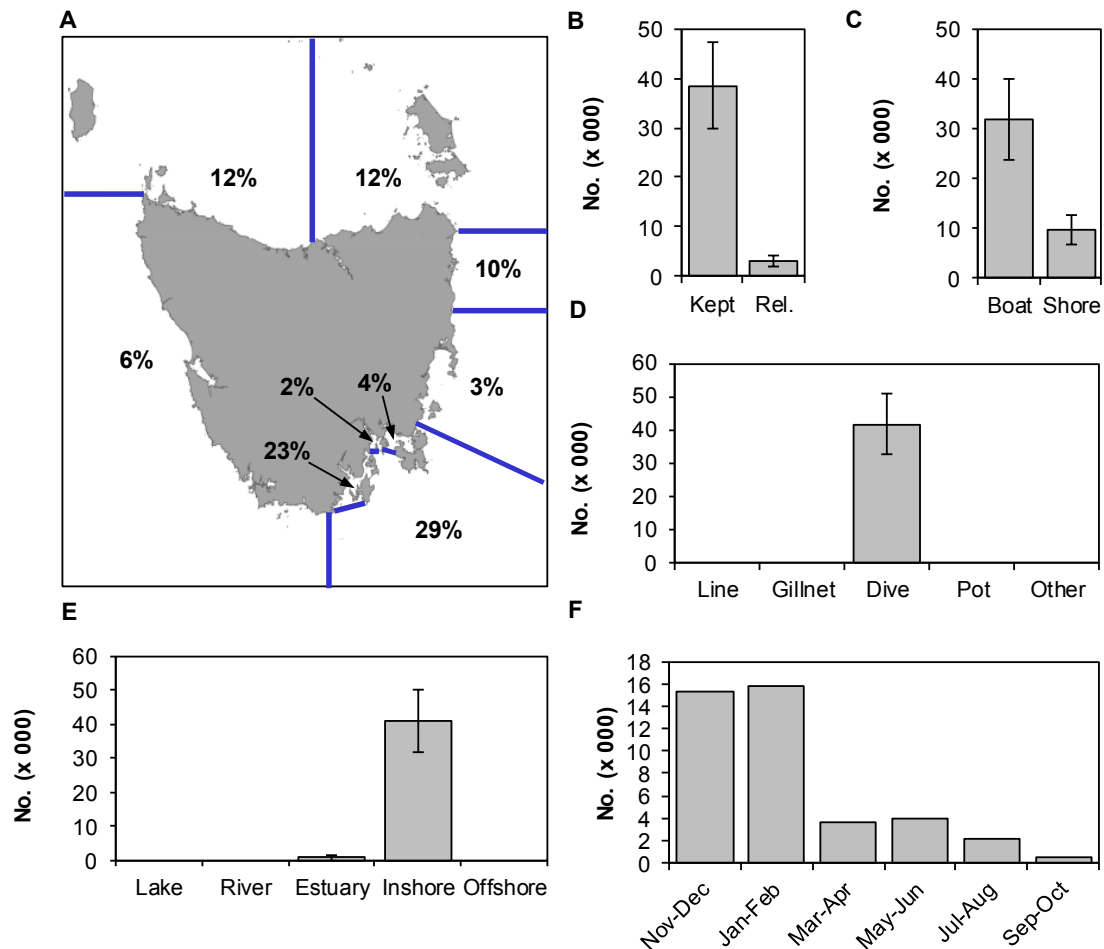 A
12%
12%
10%
6%
3%
2%
4%
23%
29%
B
No. (x 000)
50
40
30
20
10
0
Kept Rel.
C
No. (x 000)
50
40
30
20
10
0
Boat Shore
D
No. (x 000)
60
50
40
30
20
10
0
Line Gillnet Dive Pot Other
E
No. (x 000)
60
50
40
30
20
10
0
Lake River Estuary Inshore Offshore
F
No. (x 000)
18
16
14
12
10
8
6
4
2
0
Nov-Dec
Jan-Feb
Mar-Apr
May-Jun
Jul-Aug
Sep-Oct